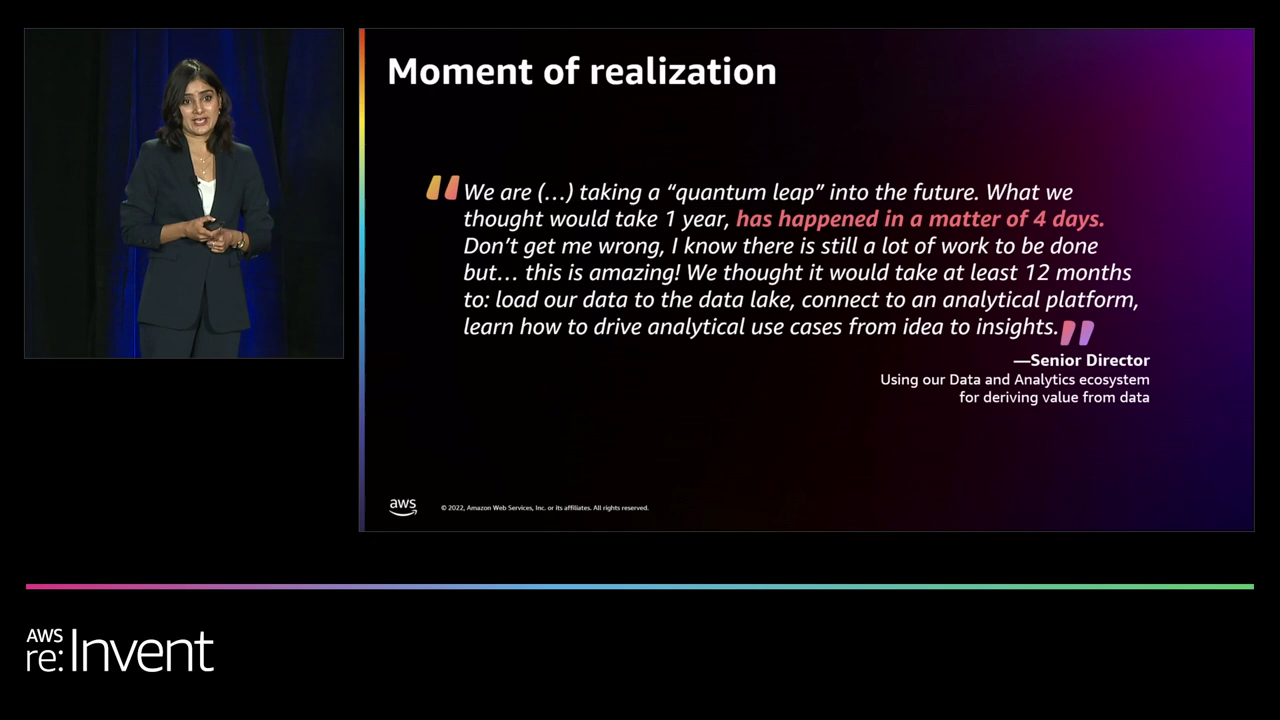 Moment of realization
We are (...) taking a “quantum leap” into the future. What we
thought would take 1 year, has happened in a matter of 4 days.
Don’t get me wrong, I know there is still a lot of work to be done
but... this is amazing! We thought it would take at least 12 months
to: load our data to the data lake, connect to an analytical platform,
learn how to drive analytical use cases from idea to insights.
—Senior Director
Using our Data and Analytics ecosystem
for deriving value from data
aws
© 2022, Amazon Web Services, Inc. or its affiliates. All rights reserved.
AWS
re:Invent